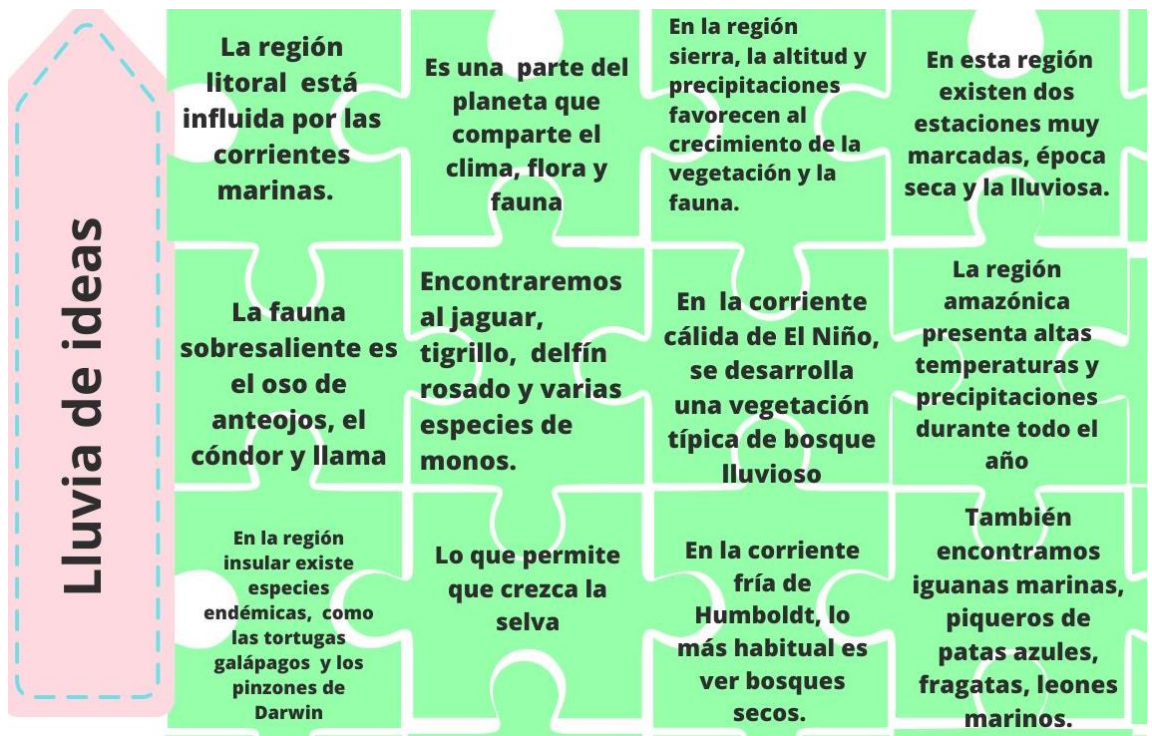 Lluvia de ideas
La región
litoral está
influida por las
corrientes
marinas.
Es una parte del
planeta que
comparte el
clima, flora y
fauna
En la región
sierra, la altitud y
precipitaciones
favorecen al
crecimiento de la
vegetación y la
fauna.
En esta región
existen dos
estaciones muy
marcadas, época
seca y la lluviosa.
La fauna
sobresaliente es
el oso de
anteojos, el
cóndor y llama
Encontraremos
al jaguar,
tigrillo, delfín
rosado y varias
especies de
monos.
En la corriente
cálida de El Niño,
se desarrolla
una vegetación
típica de bosque
lluvioso
La región
amazónica
presenta altas
temperaturas y
precipitaciones
durante todo el
año
En la región
insular existe
especies
endémicas, como
las tortugas
galápagos y los
pinzones de
Darwin
Lo que permite
que crezca la
selva
En la corriente
fría de
Humboldt, lo
más habitual es
ver bosques
secos.
También
encontramos
iguanas marinas,
piqueros de
patas azules,
fragatas, leones
marinos.